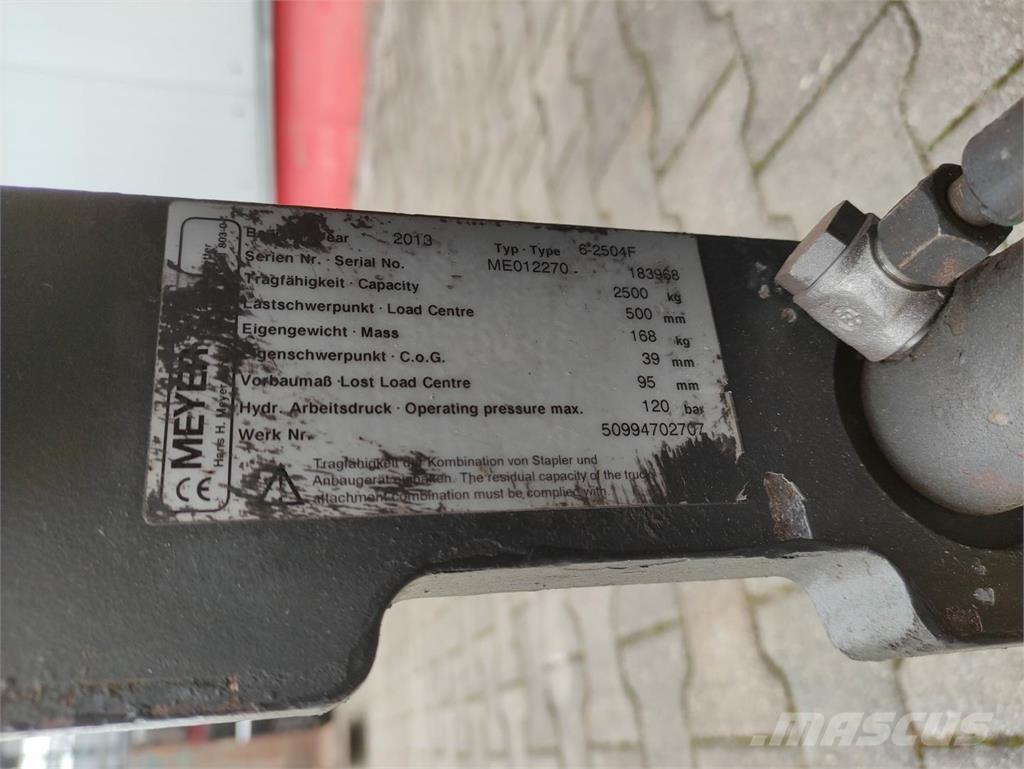 2013 Typ · Type 6-2504F
Serien Nr. · Serial No. ME012270 - 183968
Tragfähigkeit · Capacity 2500 kg
Lastschwerpunkt · Load Centre 500 mm
Eigengewicht · Mass 168 kg
Eigenschwerpunkt · C.o.G. 39 mm
Vorbaumaß · Lost Load Centre 95 mm
Hydr. Arbeitsdruck · Operating pressure max. 120 bar
Werk Nr. 50994702707
Tragfähigkeit der Kombination von Stapler und
Anbaugerät einhalten. The residual capacity of the truck
attachment combination must be complied with.
CE MEYER
Hans H. Meyer
MASCUS